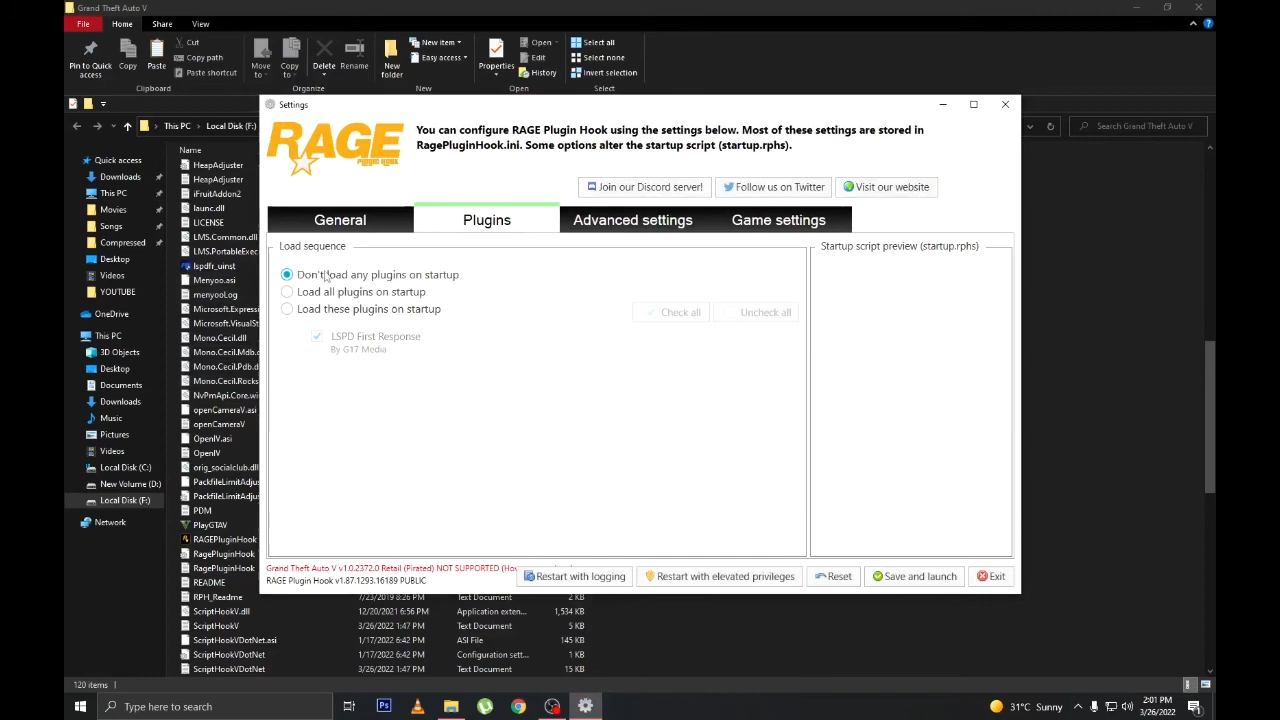 Grand Theft Auto V
File
Home
Share
View
Pin to Quick access
Copy
Paste
Cut
Copy path
Paste shortcut
Clipboard
Move to
Copy to
Delete
Rename
Organize
New folder
New item
Easy access
New
Properties
Open
Edit
History
Open
Select all
Select none
Invert selection
Select
This PC
Local Disk (F:)
Search Grand Theft Auto V
Quick access
Downloads
This PC
Movies
Songs
Compressed
Desktop
Videos
YOUTUBE
OneDrive
This PC
3D Objects
Desktop
Documents
Downloads
Music
Pictures
Videos
Local Disk (C:)
New Volume (D:)
Local Disk (F:)
Network
Name
HeapAdjuster
HeapAdjuster
iFruitAddon2
launc.dll
LICENSE
LMS.Common.dll
LMS.PortableExec
lspdfr_uninst
Menyoo.asi
menyooLog
Microsoft.Expres
Microsoft.Visual
Mono.Cecil.dll
Mono.Cecil.Mdb.d
Mono.Cecil.Pdb.d
Mono.Cecil.Rocks
NvPmApi.Core.win
openCameraV.asi
openCameraV
OpenIV.asi
OpenIV
orig_socialclub.dll
PackfileLimitAdjus
PackfileLimitAdjus
PDM
PlayGTAV
RAGEPluginHook
RagePluginHook
RagePluginHook
README
RPH_Readme 7/23/2019 8:26 PM Text Document 2 KB
ScriptHookV.dll 12/20/2021 6:56 PM Application exten... 1,534 KB
ScriptHookV 3/26/2022 1:47 PM Text Document 5 KB
ScriptHookVDotNet.asi 1/17/2022 6:42 PM ASI File 145 KB
ScriptHookVDotNet 1/17/2022 6:42 PM Configuration sett... 1 KB
ScriptHookVDotNet 3/26/2022 1:47 PM Text Document 15 KB
120 items
Settings
RAGE
PLUGIN HOOK
You can configure RAGE Plugin Hook using the settings below. Most of these settings are stored in
RagePluginHook.ini. Some options alter the startup script (startup.rphs).
Join our Discord server!
Follow us on Twitter
Visit our website
General
Plugins
Advanced settings
Game settings
Load sequence
Don't load any plugins on startup
Load all plugins on startup
Load these plugins on startup
Check all
Uncheck all
LSPD First Response
By G17 Media
Startup script preview (startup.rphs)
Grand Theft Auto V v1.0.2372.0 Retail (Pirated) NOT SUPPORTED
RAGE Plugin Hook v1.87.1293.16189 PUBLIC
Restart with logging
Restart with elevated privileges
Reset
Save and launch
Exit
Type here to search
Ps
31°C Sunny
2:01 PM
3/26/2022